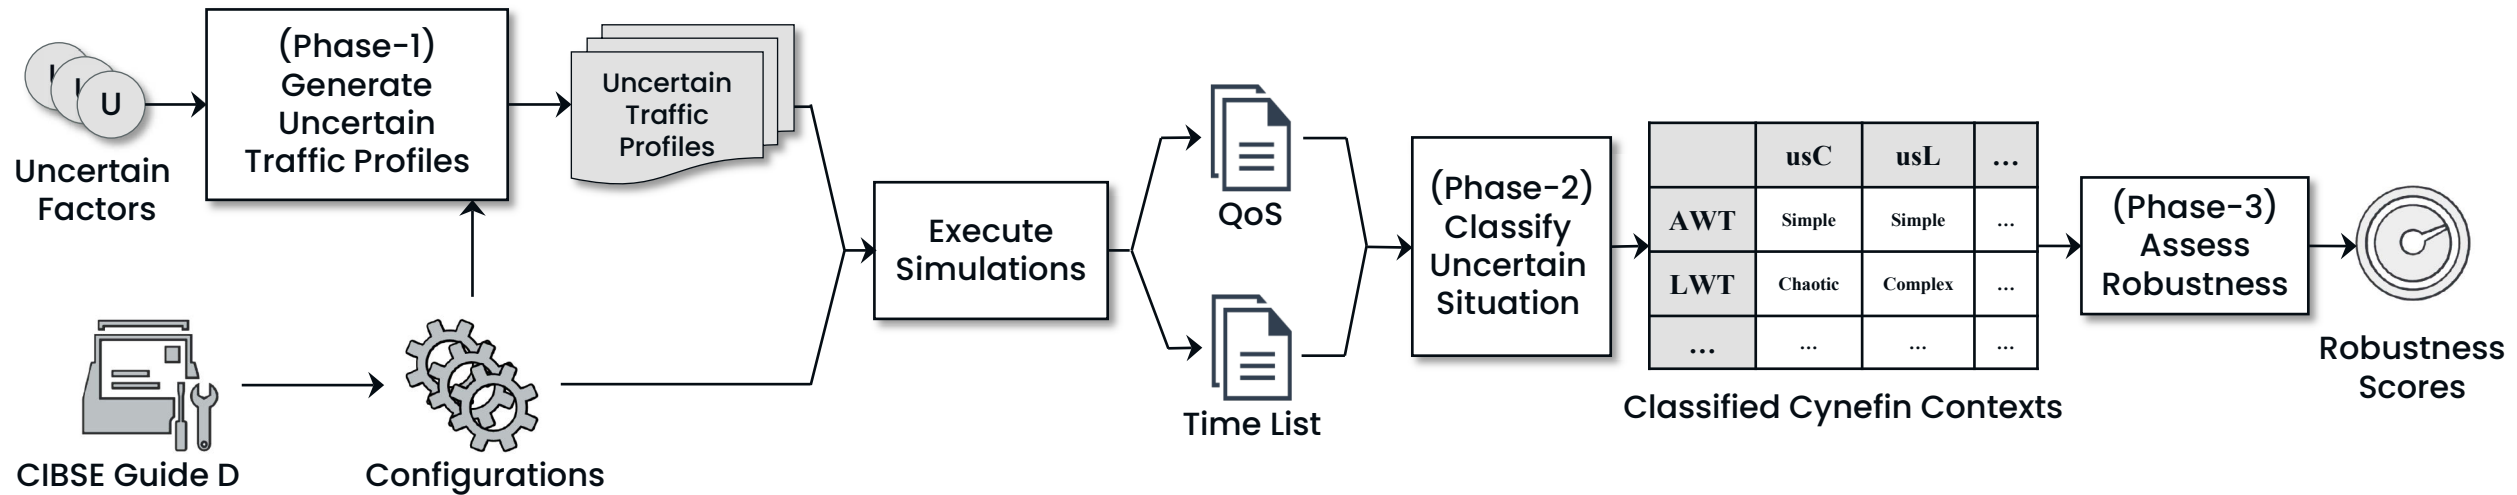 U
Uncertain
Factors
(Phase-1)
Generate
Uncertain
Traffic Profiles
Uncertain
Traffic
Profiles
CIBSE Guide D
Configurations
Execute
Simulations
QoS
Time List
(Phase-2)
Classify
Uncertain
Situation
usC usL ...
AWT Simple Simple ...
LWT Chaotic Complex ...
... ... ... ...
Classified Cynefin Contexts
(Phase-3)
Assess
Robustness
Robustness
Scores